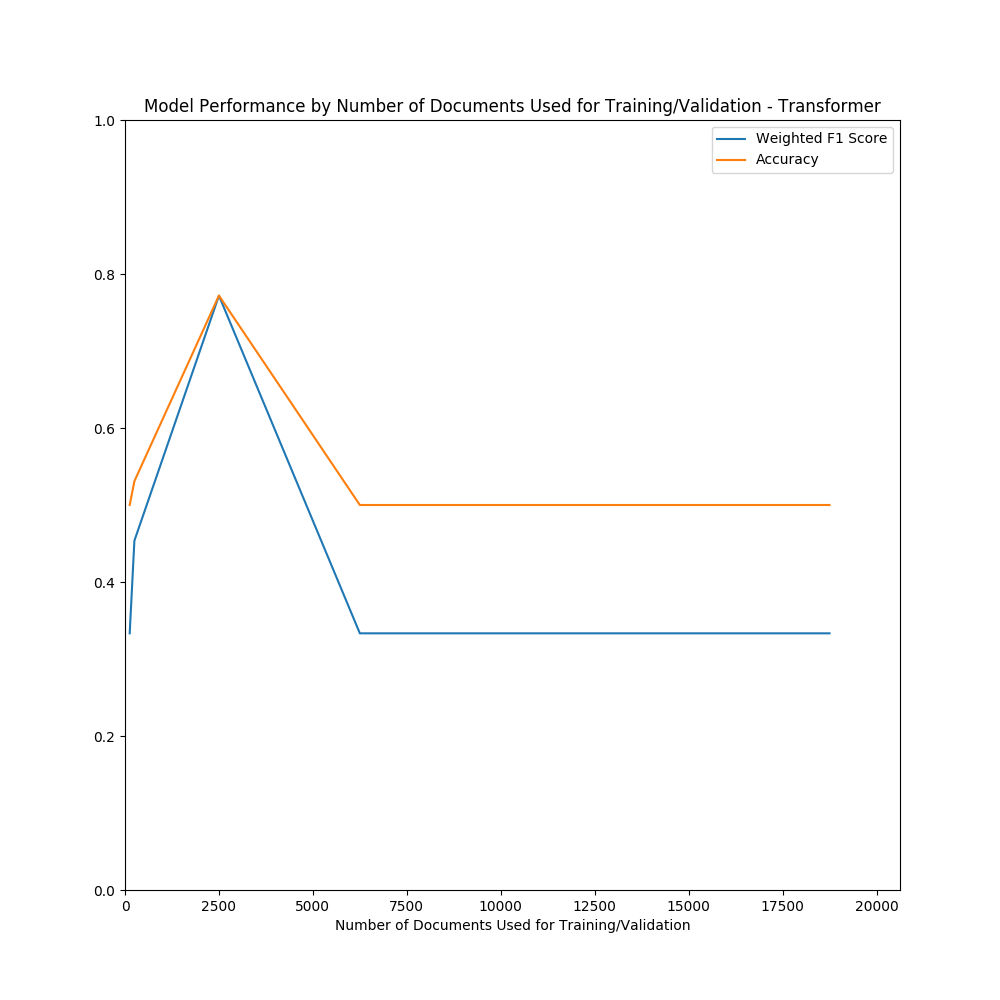 Model Performance by Number of Documents Used for Training/Validation - Transformer
Weighted F1 Score
Accuracy
1.0
0.8
0.6
0.4
0.2
0.0
0 2500 5000 7500 10000 12500 15000 17500 20000
Number of Documents Used for Training/Validation